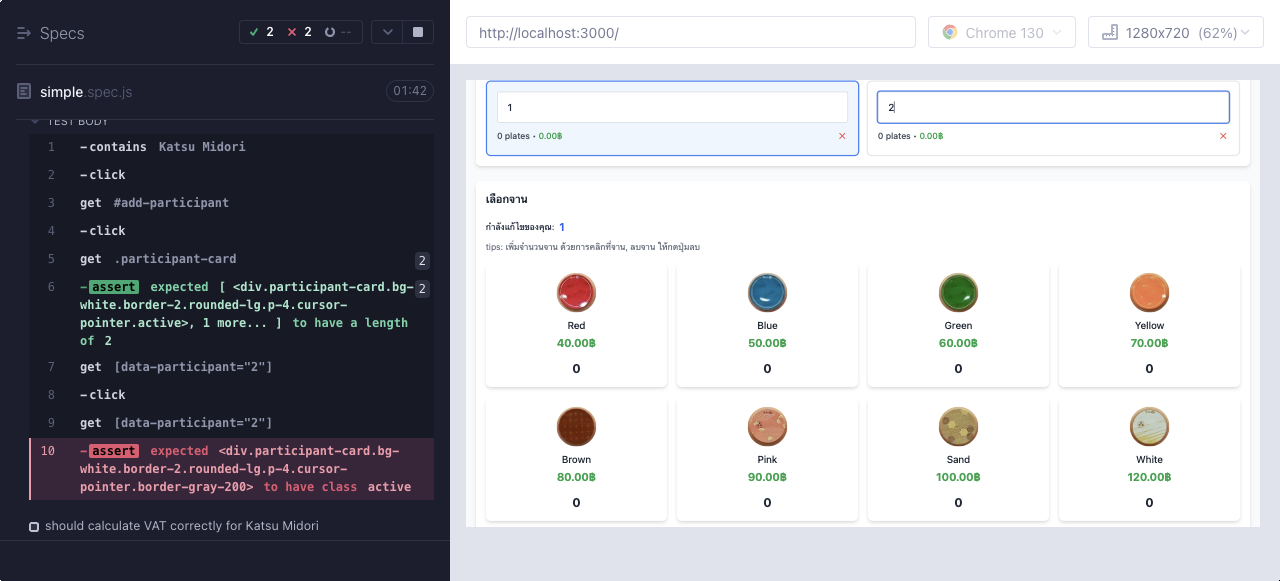 Specs
2
2
--
simple.spec.js
01:42
TEST BODY
1 -contains Katsu Midori
2 -click
3 get #add-participant
4 -click
5 get .participant-card 2
6 -assert expected [ <div.participant-card.bg- 2
white.border-2.rounded-lg.p-4.cursor-
pointer.active>, 1 more... ] to have a length
of 2
7 get [data-participant="2"]
8 -click
9 get [data-participant="2"]
10 -assert expected <div.participant-card.bg-
white.border-2.rounded-lg.p-4.cursor-
pointer.border-gray-200> to have class active
should calculate VAT correctly for Katsu Midori
http://localhost:3000/
Chrome 130
1280x720 (62%)
1
0 plates • 0.00฿
2
0 plates • 0.00฿
เลือกจาน
กำลังแก้ไขของคุณ: 1
tips: เพิ่มจำนวนจาน ด้วยการคลิกที่จาน, ลบจาน ให้กดปุ่มลบ
Red
40.00฿
0
Blue
50.00฿
0
Green
60.00฿
0
Yellow
70.00฿
0
Brown
80.00฿
0
Pink
90.00฿
0
Sand
100.00฿
0
White
120.00฿
0